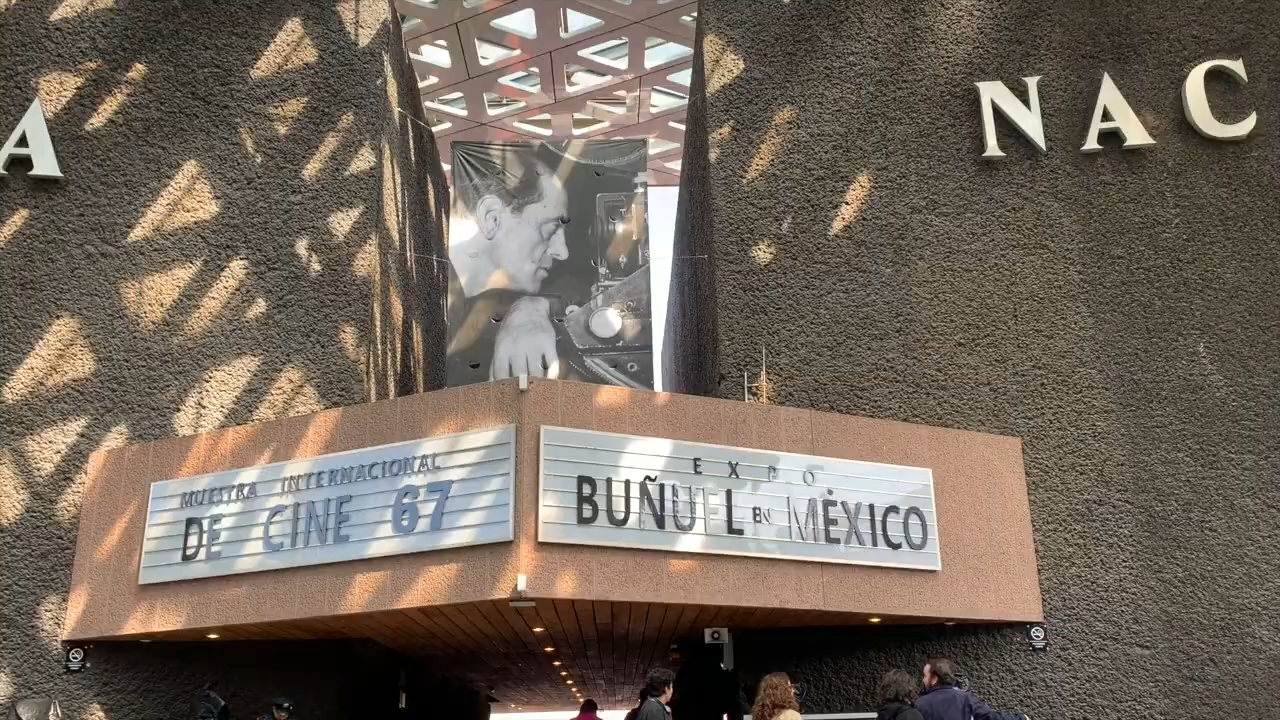 A
NAC
MUESTRA INTERNACIONAL
DE CINE 67
EXPO
BUÑUEL EN MÉXICO